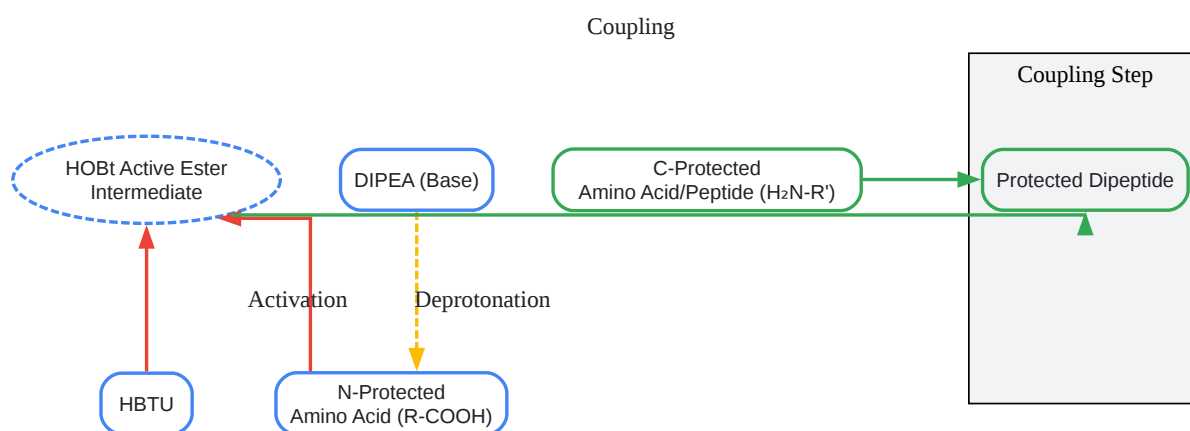 Coupling
Coupling Step
HOBt Active Ester
Intermediate
DIPEA (Base)
C-Protected
Amino Acid/Peptide (H₂N-R')
Protected Dipeptide
Activation
Deprotonation
HBTU
N-Protected
Amino Acid (R-COOH)